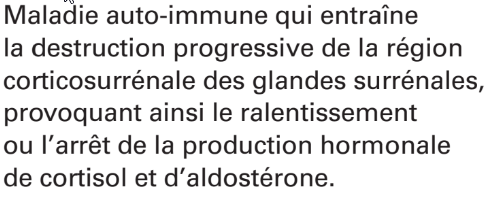 Maladie auto-immune qui entraîne
la destruction progressive de la région
corticosurrénale des glandes surrénales,
provoquant ainsi le ralentissement
ou l’arrêt de la production hormonale
de cortisol et d’aldostérone.